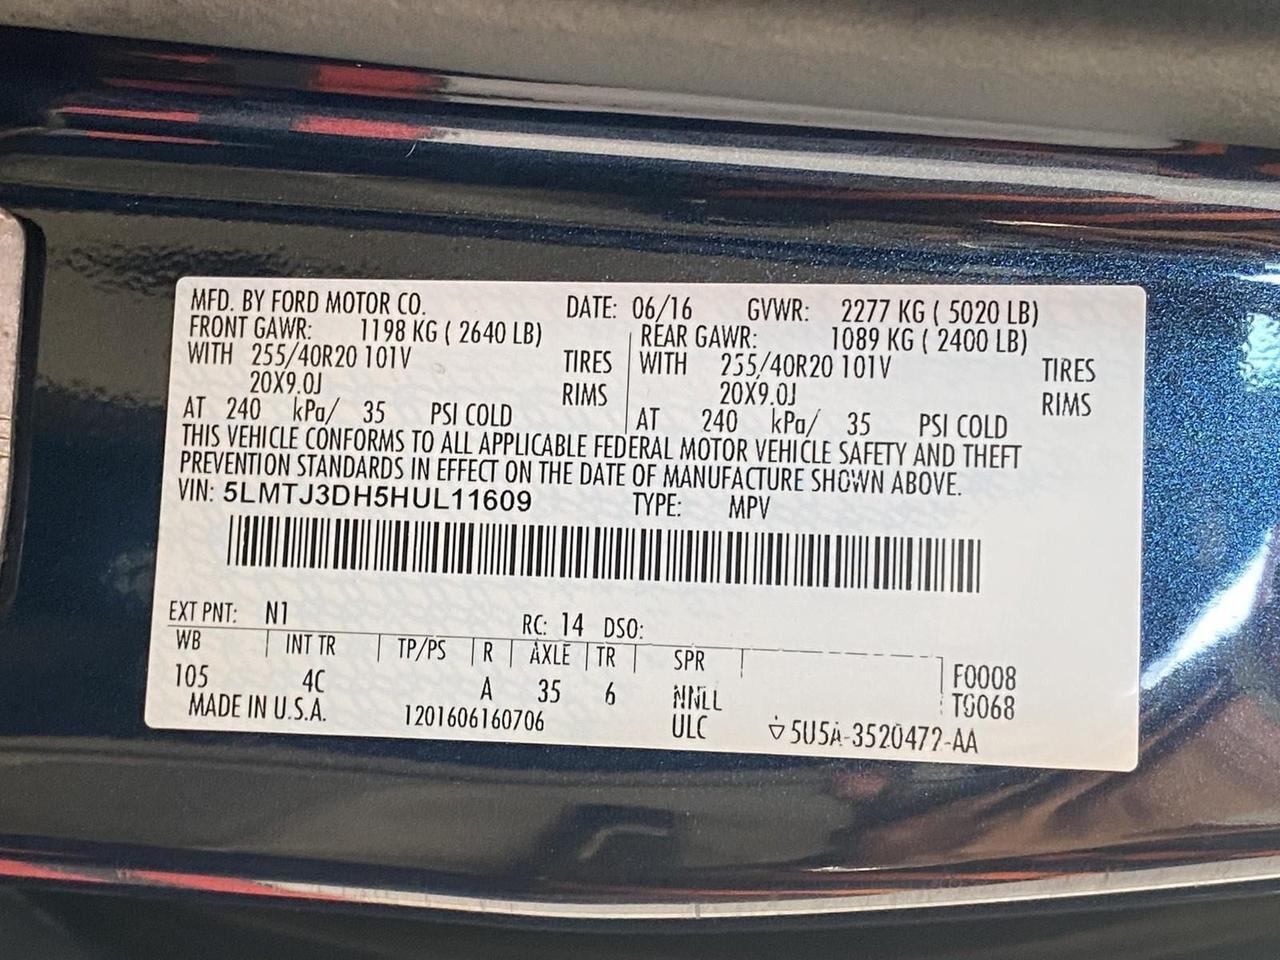 MFD. BY FORD MOTOR CO. DATE: 06/16 GVWR: 2277 KG ( 5020 LB)
FRONT GAWR: 1198 KG ( 2640 LB) REAR GAWR: 1089 KG ( 2400 LB)
WITH 255/40R20 101V TIRES WITH 255/40R20 101V TIRES
20X9.0J RIMS 20X9.0J RIMS
AT 240 kPa/ 35 PSI COLD AT 240 kPa/ 35 PSI COLD
THIS VEHICLE CONFORMS TO ALL APPLICABLE FEDERAL MOTOR VEHICLE SAFETY AND THEFT
PREVENTION STANDARDS IN EFFECT ON THE DATE OF MANUFACTURE SHOWN ABOVE.
VIN: 5LMTJ3DH5HUL11609 TYPE: MPV
EXT PNT: N1 RC: 14 DSO:
WB INT TR TP/PS R AXLE TR SPR
105 4C A 35 6 NNLL F0008
T0068
MADE IN U.S.A. 1201606160706 ULC 5U5A-3520472-AA